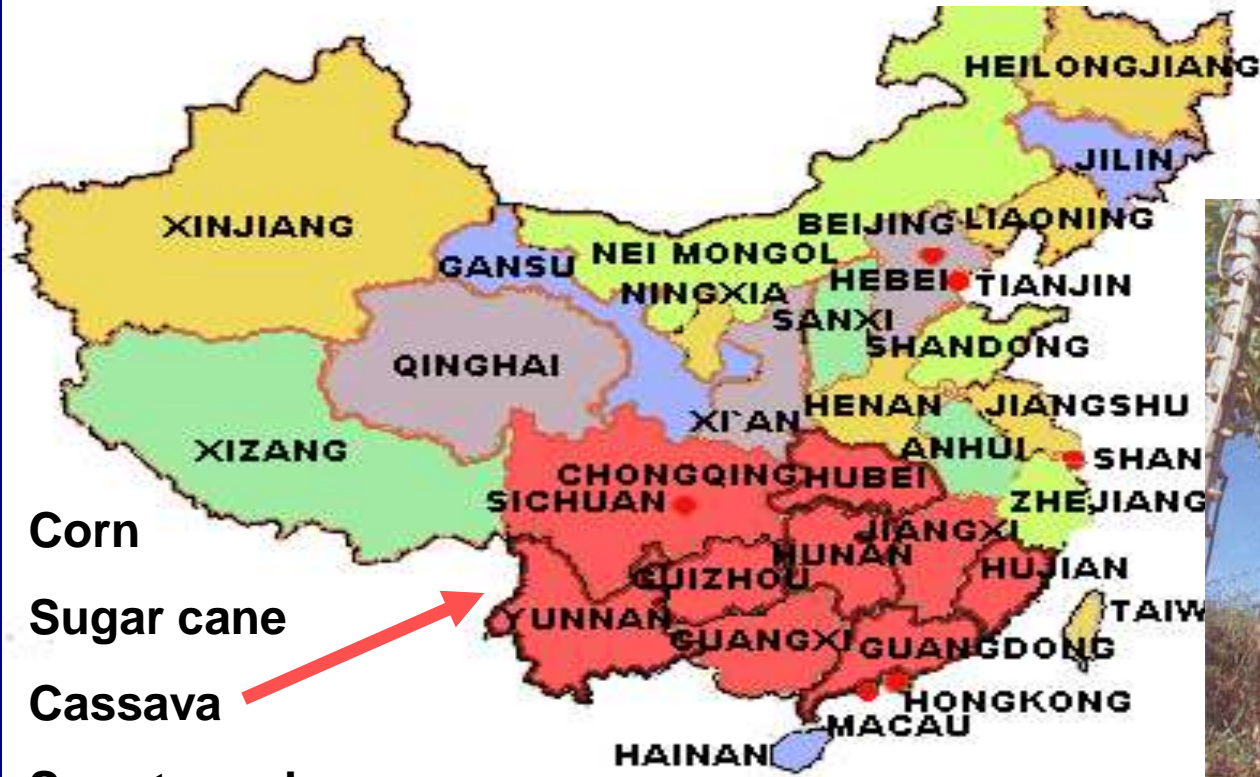 HEILONGJIANG
JILIN
XINJIANG
BEIJING LIAONING
GANSU
NEI MONGOL
HEBEI TIANJIN
NINGXIA
SANXI
SHANDONG
QINGHAI
XI`AN
HENAN
JIANGSHU
XIZANG
ANHUI
SHAN
CHONGQING
HUBEI
SICHUAN
ZHEJIANG
Corn
JIANGXI
HUNAN
HUJIAN
GUIZHOU
Sugar cane
YUNNAN
TAIW
GUANGXI
GUANGDONG
Cassava
HONGKONG
MACAU
HAINAN